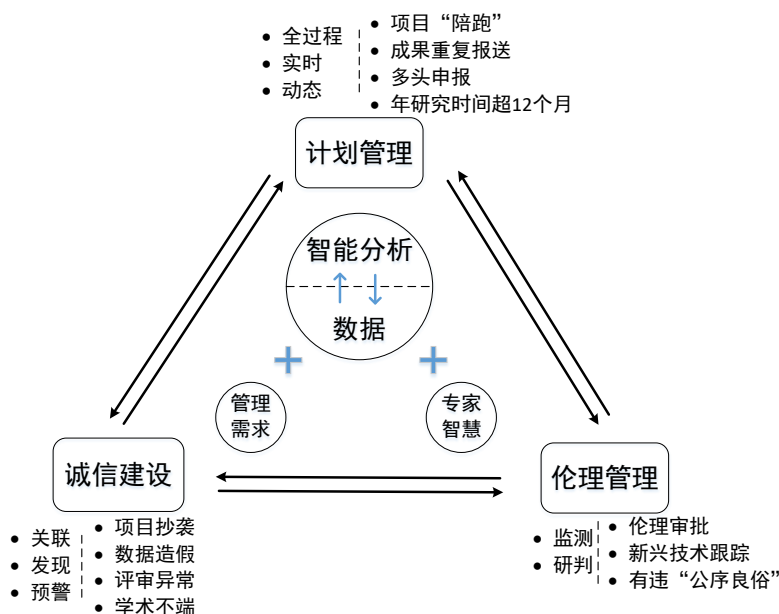 全过程
实时
动态
项目“陪跑”
成果重复报送
多头申报
年研究时间超12个月
计划管理
智能分析
数据
管理
需求
专家
智慧
诚信建设
关联
发现
预警
项目抄袭
数据造假
评审异常
学术不端
伦理管理
监测
研判
伦理审批
新兴技术跟踪
有违“公序良俗”